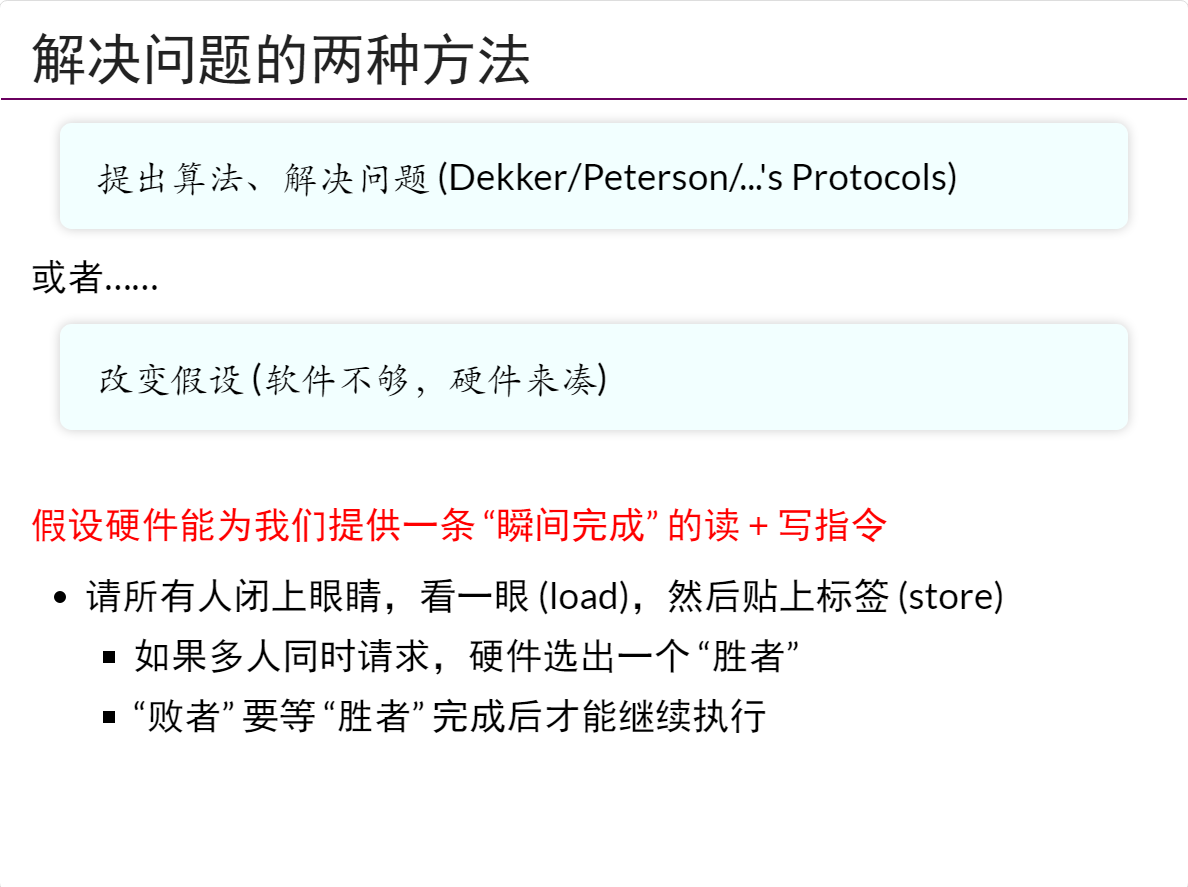 解决问题的两种方法
提出算法、解决问题 (Dekker/Peterson/...'s Protocols)
或者……
改变假设 (软件不够，硬件来凑)
假设硬件能为我们提供一条 “瞬间完成” 的读 + 写指令
请所有人闭上眼睛，看一眼 (load)，然后贴上标签 (store)
如果多人同时请求，硬件选出一个 “胜者”
“败者” 要等 “胜者” 完成后才能继续执行